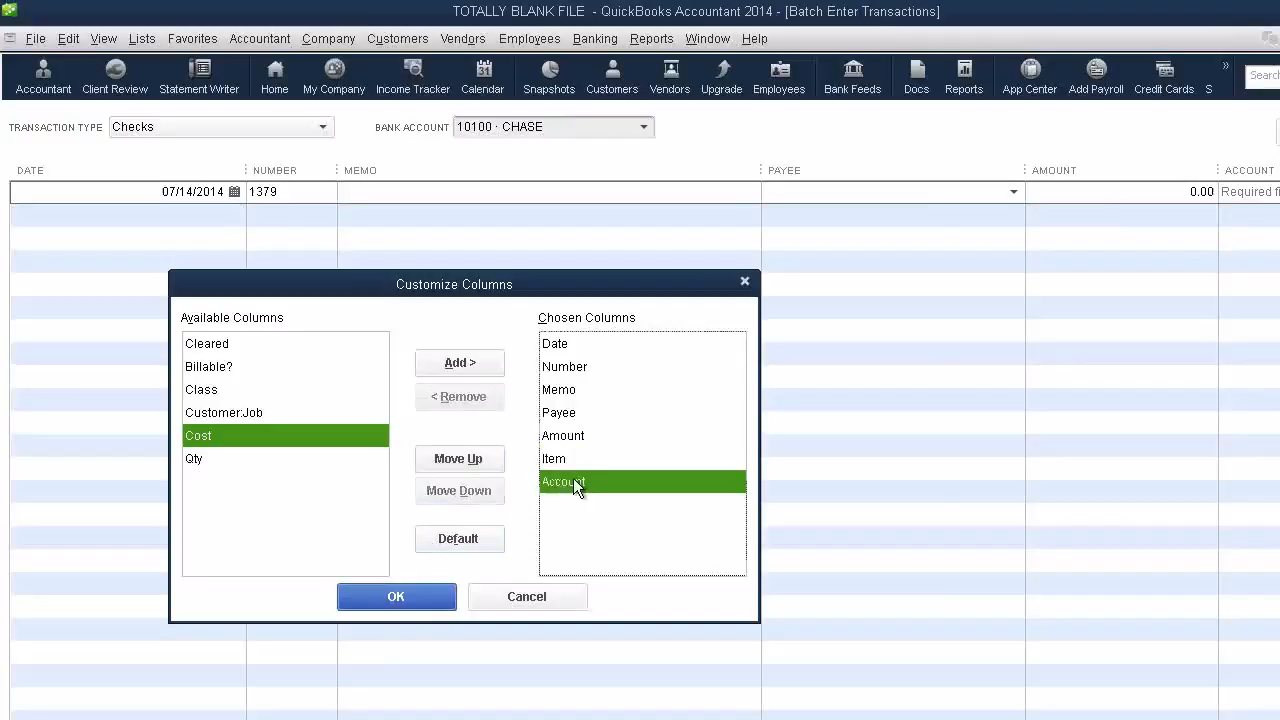 TOTALLY BLANK FILE - QuickBooks Accountant 2014 - [Batch Enter Transactions]
File Edit View Lists Favorites Accountant Company Customers Vendors Employees Banking Reports Window Help
Accountant Client Review Statement Writer Home My Company Income Tracker Calendar Snapshots Customers Vendors Upgrade Employees Bank Feeds Docs Reports App Center Add Payroll Credit Cards S » Search
TRANSACTION TYPE Checks BANK ACCOUNT 10100 · CHASE
DATE NUMBER MEMO PAYEE AMOUNT ACCOUNT
07/14/2014 1379 0.00 Required fi
Customize Columns
Available Columns Chosen Columns
Cleared Date
Billable? Add > Number
Class < Remove Memo
Customer:Job Payee
Cost Amount
Qty Move Up Item
Move Down Account
Default
OK Cancel